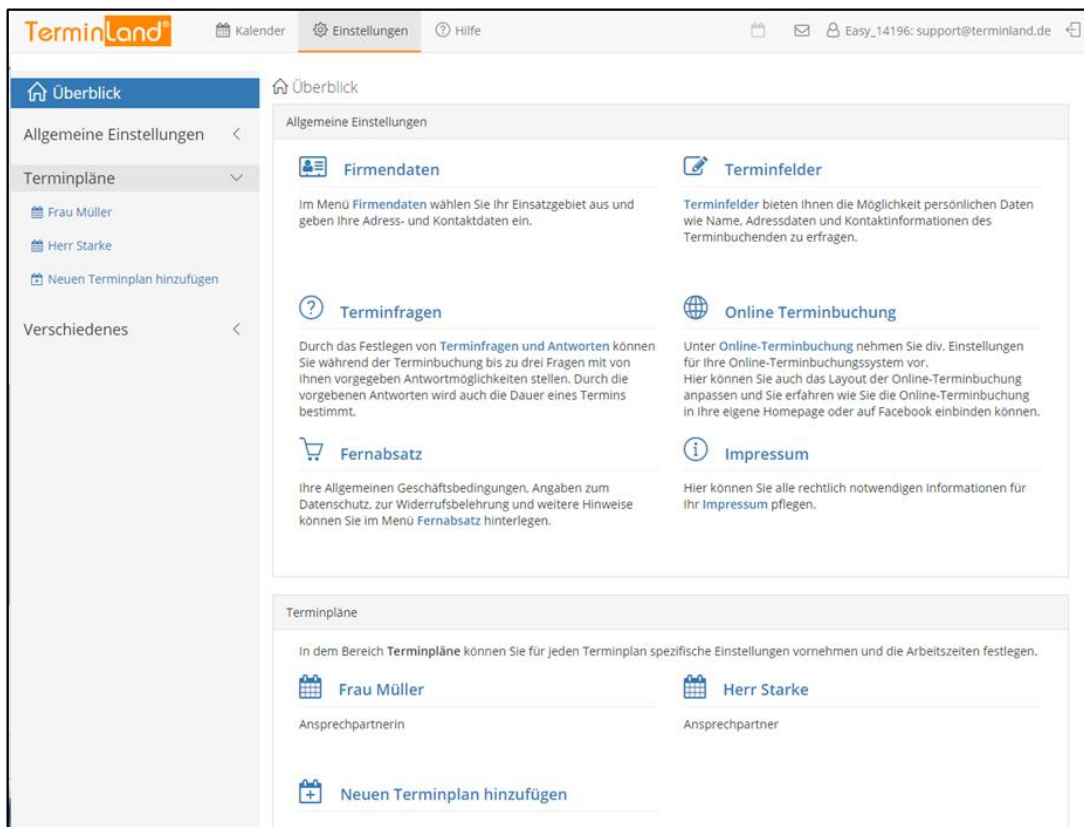 TerminLand®
Kalender
Einstellungen
Hilfe
Easy_14196: support@terminland.de
Überblick
Allgemeine Einstellungen
Terminpläne
Frau Müller
Herr Starke
Neuen Terminplan hinzufügen
Verschiedenes
Überblick
Allgemeine Einstellungen
Firmendaten
Im Menü Firmendaten wählen Sie Ihr Einsatzgebiet aus und
geben Ihre Adress- und Kontaktdaten ein.
Terminfelder
Terminfelder bieten Ihnen die Möglichkeit persönlichen Daten
wie Name, Adressdaten und Kontaktinformationen des
Terminbuchenden zu erfragen.
Terminfragen
Durch das Festlegen von Terminfragen und Antworten können
Sie während der Terminbuchung bis zu drei Fragen mit von
Ihnen vorgegeben Antwortmöglichkeiten stellen. Durch die
vorgebenen Antworten wird auch die Dauer eines Termins
bestimmt.
Online Terminbuchung
Unter Online-Terminbuchung nehmen Sie div. Einstellungen
für Ihre Online-Terminbuchungssystem vor.
Hier können Sie auch das Layout der Online-Terminbuchung
anpassen und Sie erfahren wie Sie die Online-Terminbuchung
in Ihre eigene Homepage oder auf Facebook einbinden können.
Fernabsatz
Ihre Allgemeinen Geschäftsbedingungen, Angaben zum
Datenschutz, zur Widerrufsbelehrung und weitere Hinweise
können Sie im Menü Fernabsatz hinterlegen.
Impressum
Hier können Sie alle rechtlich notwendigen Informationen für
Ihr Impressum pflegen.
Terminpläne
In dem Bereich Terminpläne können Sie für jeden Terminplan spezifische Einstellungen vornehmen und die Arbeitszeiten festlegen.
Frau Müller
Ansprechpartnerin
Herr Starke
Ansprechpartner
Neuen Terminplan hinzufügen